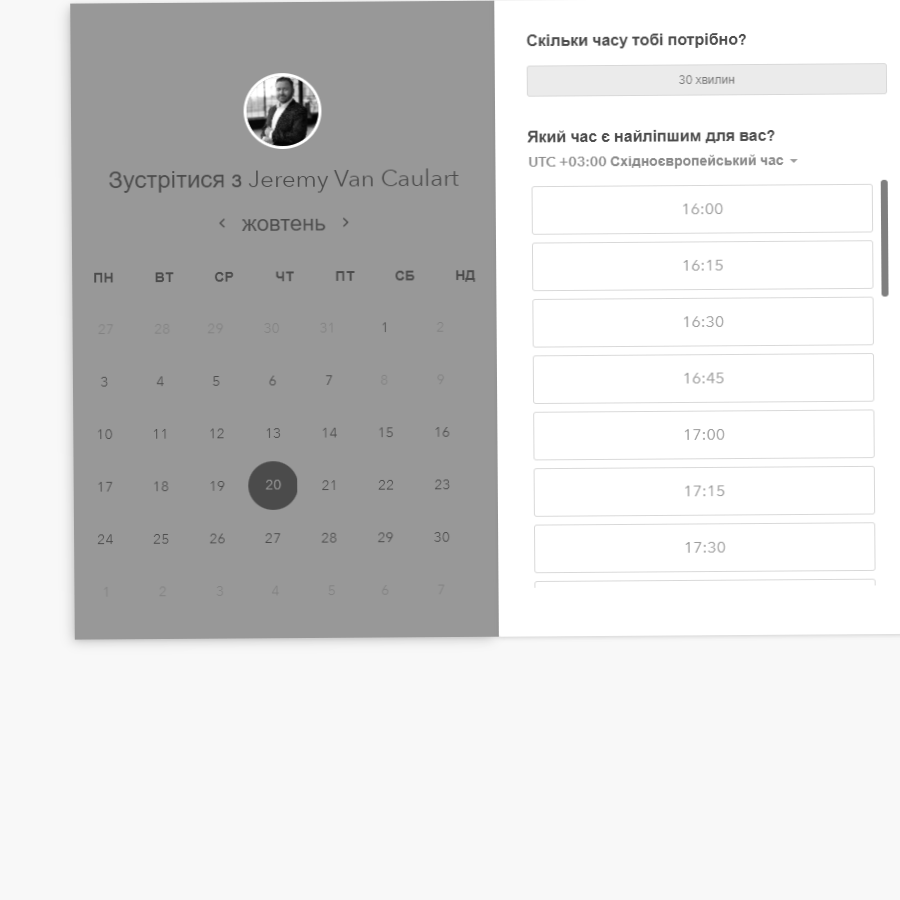 Зустрітися з Jeremy Van Caulart
жовтень
ПН ВТ СР ЧТ ПТ СБ НД
27 28 29 30 31 1 2
3 4 5 6 7 8 9
10 11 12 13 14 15 16
17 18 19 20 21 22 23
24 25 26 27 28 29 30
1 2 3 4 5 6 7
Скільки часу тобі потрібно?
30 хвилин
Який час є найліпшим для вас?
UTC +03:00 Східноєвропейський час
16:00
16:15
16:30
16:45
17:00
17:15
17:30